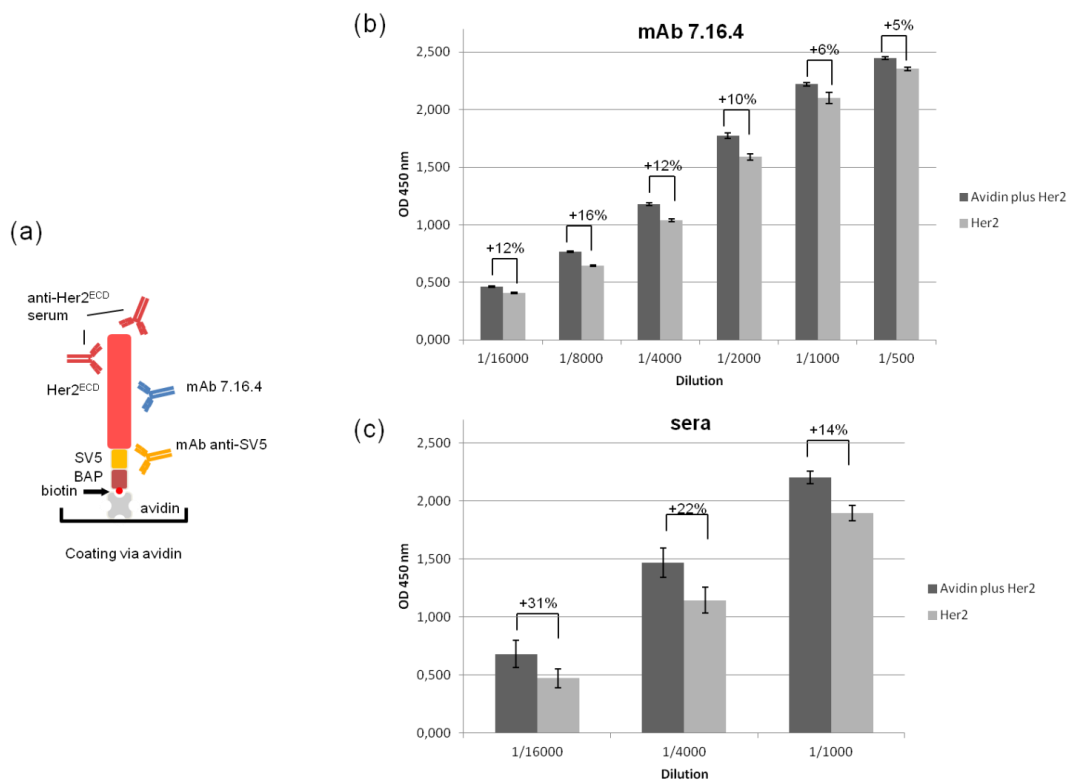 (a)
anti-Her2ECD
serum
Her2ECD
mAb 7.16.4
mAb anti-SV5
SV5
BAP
biotin
avidin
Coating via avidin
(b)
mAb 7.16.4
OD 450 nm
2,500
2,000
1,500
1,000
0,500
0,000
+12%
+16%
+12%
+10%
+6%
+5%
1/16000
1/8000
1/4000
1/2000
1/1000
1/500
Dilution
Avidin plus Her2
Her2
(c)
sera
OD 450 nm
2,500
2,000
1,500
1,000
0,500
0,000
+31%
+22%
+14%
1/16000
1/4000
1/1000
Dilution
Avidin plus Her2
Her2